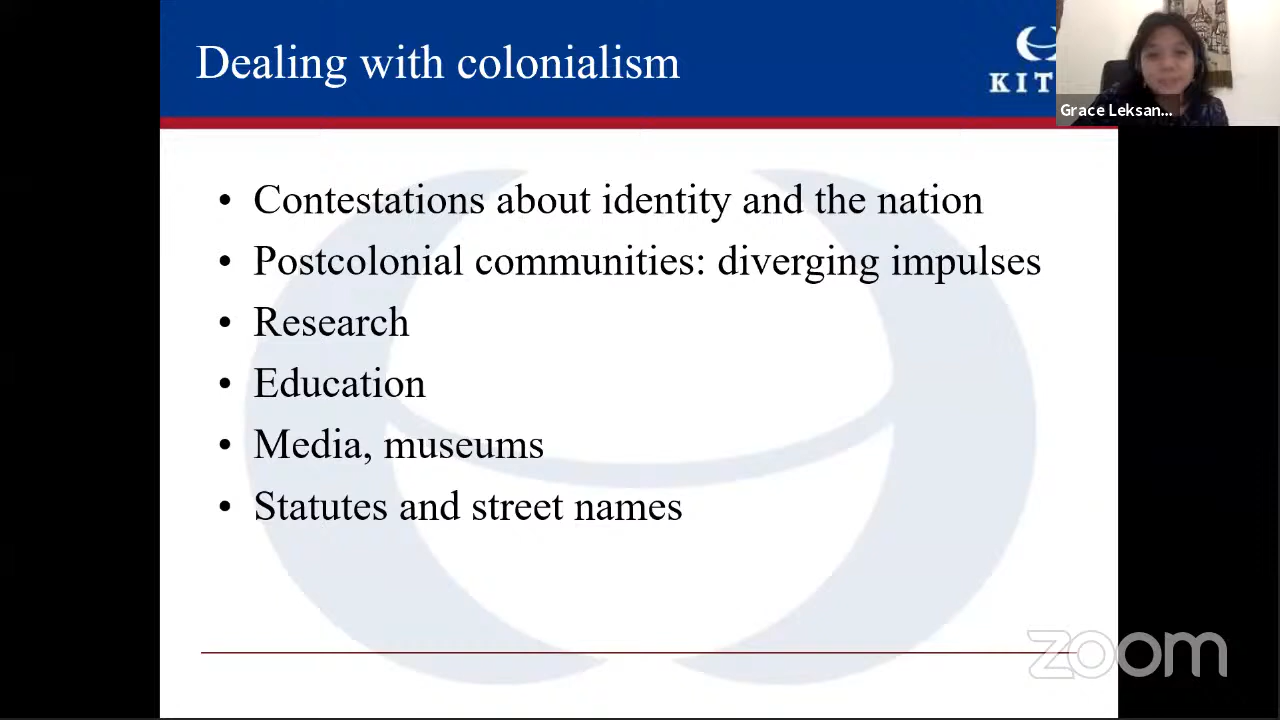 Dealing with colonialism
KIT
Grace Leksan...
• Contestations about identity and the nation
• Postcolonial communities: diverging impulses
• Research
• Education
• Media, museums
• Statutes and street names
zoom